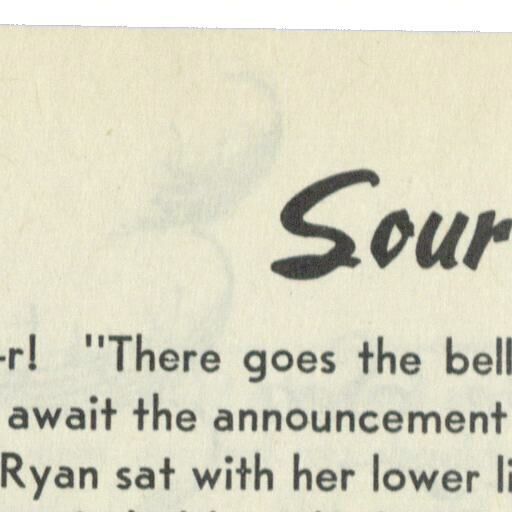 Sour
-r! "There goes the bell
await the announcement
Ryan sat with her lower li